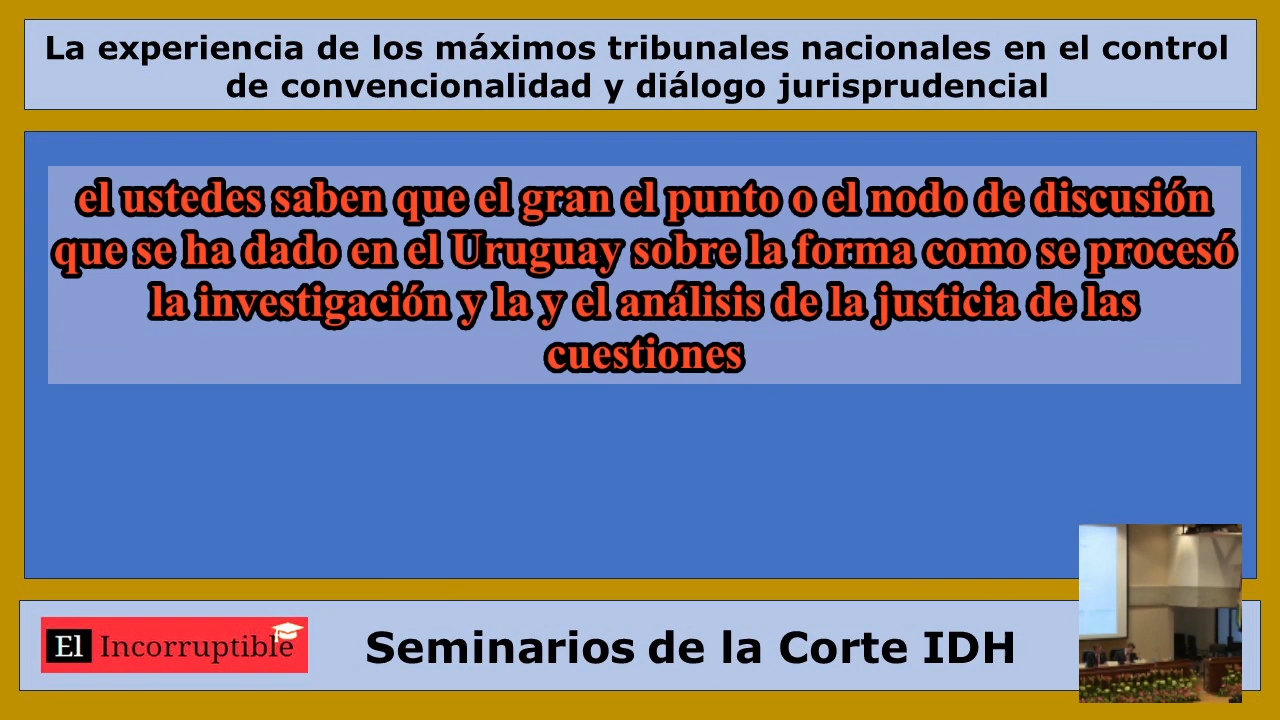 La experiencia de los máximos tribunales nacionales en el control
de convencionalidad y diálogo jurisprudencial
el ustedes saben que el gran el punto o el nodo de discusión
que se ha dado en el Uruguay sobre la forma como se procesó
la investigación y la y el análisis de la justicia de las
cuestiones
El Incorruptible
Seminarios de la Corte IDH